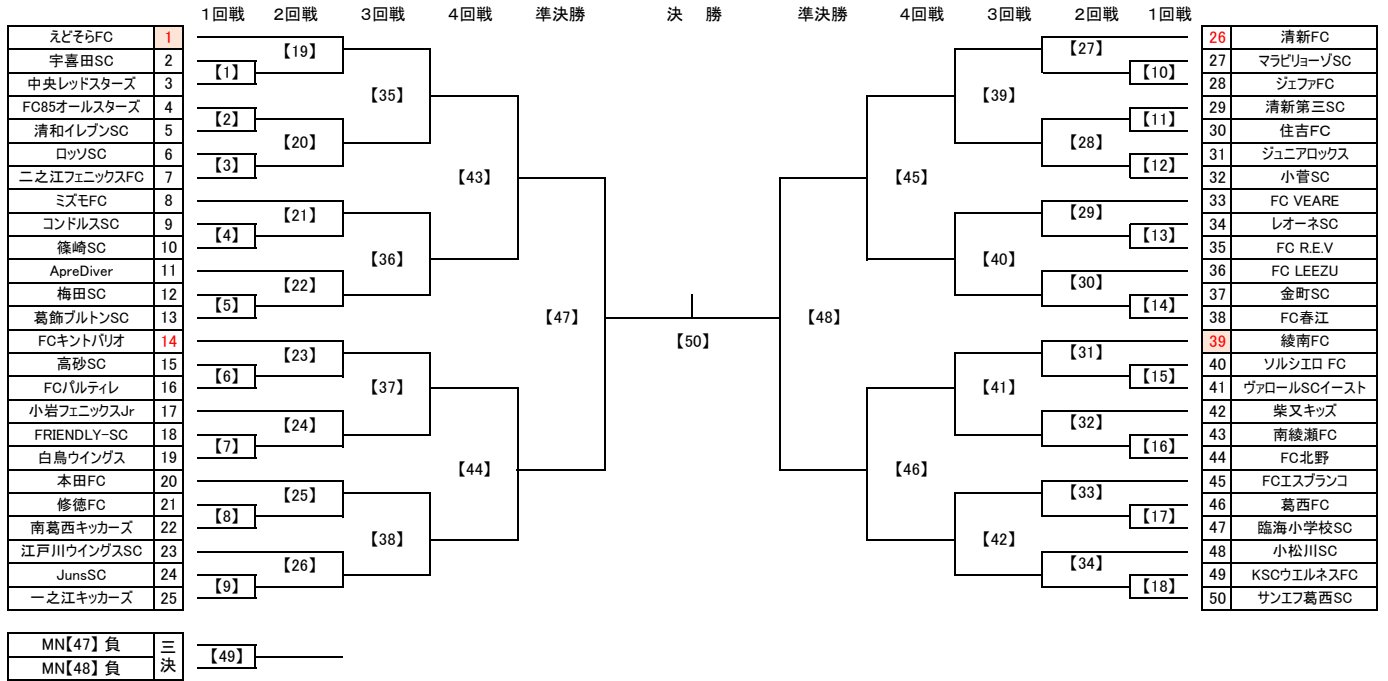 1回戦 2回戦 3回戦 4回戦 準決勝 決 勝 準決勝 4回戦 3回戦 2回戦 1回戦
えどそらFC 1
宇喜田SC 2
中央レッドスターズ 3
FC85オールスターズ 4
清和イレブンSC 5
ロッソSC 6
二之江フェニックスFC 7
ミズモFC 8
コンドルスSC 9
篠崎SC 10
ApreDiver 11
梅田SC 12
葛飾ブルトンSC 13
FCキントバリオ 14
高砂SC 15
FCパルティレ 16
小岩フェニックスJr 17
FRIENDLY-SC 18
白鳥ウイングス 19
本田FC 20
修徳FC 21
南葛西キッカーズ 22
江戸川ウイングスSC 23
JunsSC 24
一之江キッカーズ 25
【1】
【2】
【3】
【4】
【5】
【6】
【7】
【8】
【9】
【19】
【20】
【21】
【22】
【23】
【24】
【25】
【26】
【35】
【36】
【37】
【38】
【43】
【44】
【47】
【50】
【48】
【45】
【46】
【39】
【40】
【41】
【42】
【27】
【28】
【29】
【30】
【31】
【32】
【33】
【34】
【10】
【11】
【12】
【13】
【14】
【15】
【16】
【17】
【18】
26 清新FC
27 マラビリョーゾSC
28 ジェファFC
29 清新第三SC
30 住吉FC
31 ジュニアロックス
32 小菅SC
33 FC VEARE
34 レオーネSC
35 FC R.E.V
36 FC LEEZU
37 金町SC
38 FC春江
39 綾南FC
40 ソルシエロ FC
41 ヴァロールSCイースト
42 柴又キッズ
43 南綾瀬FC
44 FC北野
45 FCエスブランコ
46 葛西FC
47 臨海小学校SC
48 小松川SC
49 KSCウエルネスFC
50 サンエフ葛西SC
MN【47】 負
MN【48】 負
三決
【49】